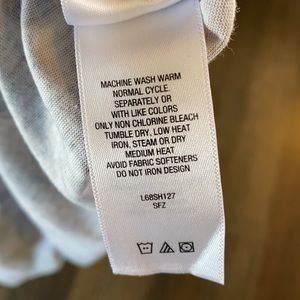 MACHINE WASH WARM
NORMAL CYCLE.
SEPARATELY OR
WITH LIKE COLORS
ONLY NON CHLORINE BLEACH
TUMBLE DRY, LOW HEAT
IRON, STEAM OR DRY
MEDIUM HEAT
AVOID FABRIC SOFTENERS
DO NOT IRON DESIGN
L68SH127
SFZ